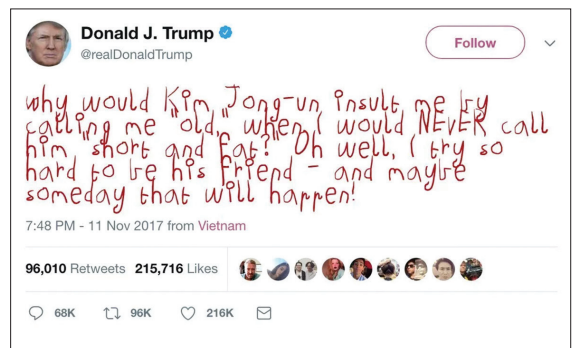 Donald J. Trump
@realDonaldTrump
Follow
why would Kim Jong-un insult me by
calling me "old," when I would NEVER call
him "short and fat?" Oh well, I try so
hard to be his friend - and maybe
someday that will happen!
7:48 PM - 11 Nov 2017 from Vietnam
96,010 Retweets 215,716 Likes
68K 96K 216K